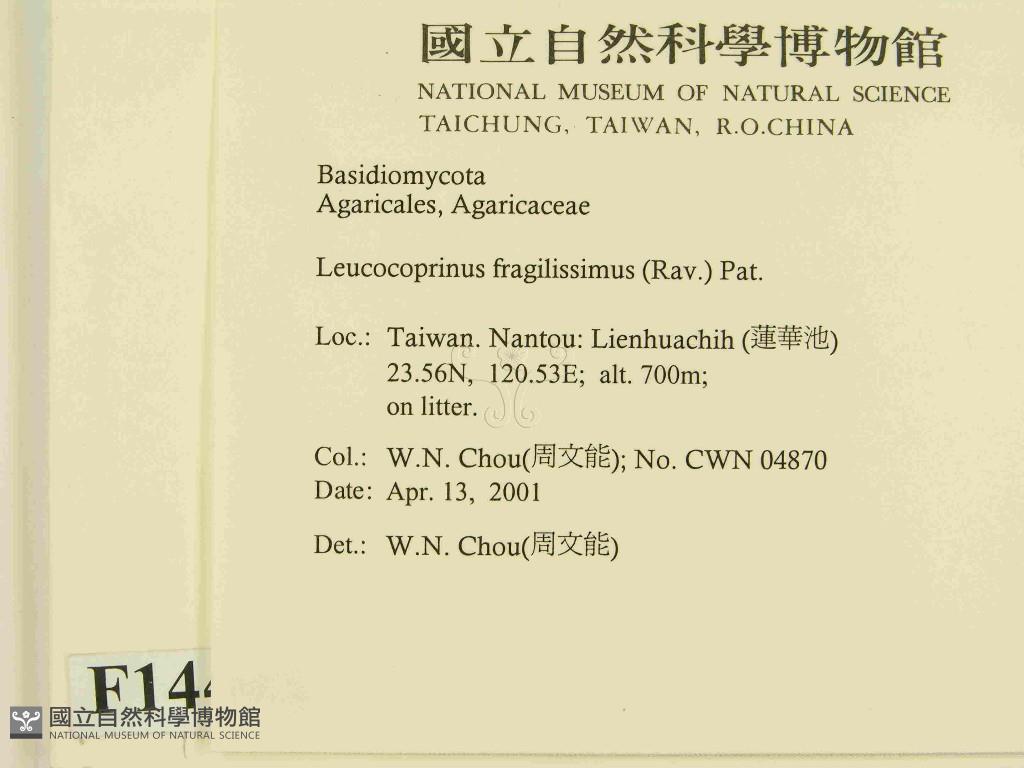 國立自然科學博物館
NATIONAL MUSEUM OF NATURAL SCIENCE
TAICHUNG, TAIWAN, R.O.CHINA
Basidiomycota
Agaricales, Agaricaceae
Leucocoprinus fragilissimus (Rav.) Pat.
Loc.: Taiwan. Nantou: Lienhuachih (蓮華池)
23.56N, 120.53E; alt. 700m;
on litter.
Col.: W.N. Chou(周文能); No. CWN 04870
Date: Apr. 13, 2001
Det.: W.N. Chou(周文能)
國立自然科學博物館
NATIONAL MUSEUM OF NATURAL SCIENCE